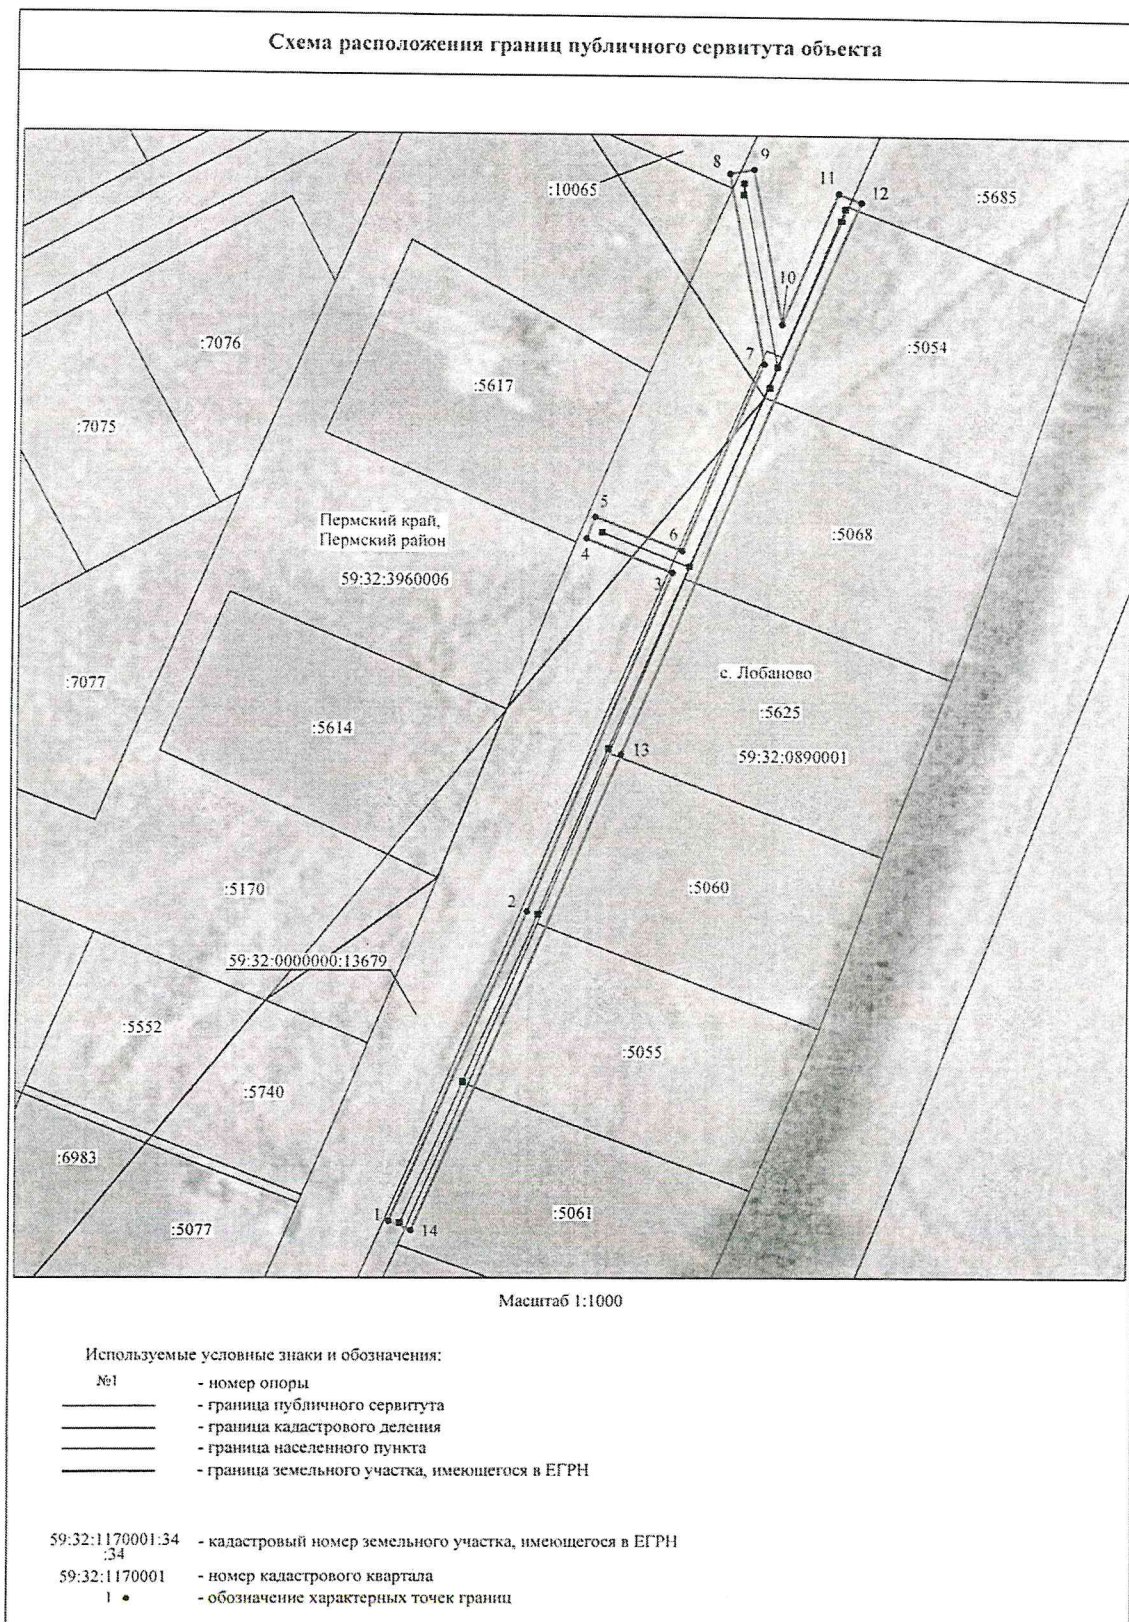 Схема расположения границ публичного сервитута объекта
8
9
:10065
11
12
:5685
10
:7076
:5054
7
:5617
:7075
5
Пермский край,
Пермский район
6
:5068
4
59:32:3960006
3
с. Лобаново
:7077
:5625
:5614
13
59:32:0890001
:5170
:5060
2
59:32:0000000:13679
:5552
:5055
:5740
:6983
1
:5061
:5077
14
Масштаб 1:1000
Используемые условные знаки и обозначения:
№1 - номер опоры
- граница публичного сервитута
- граница кадастрового деления
- граница населенного пункта
- граница земельного участка, имеющегося в ЕГРН
59:32:1170001:34 - кадастровый номер земельного участка, имеющегося в ЕГРН
:34
59:32:1170001 - номер кадастрового квартала
1 - обозначение характерных точек границ